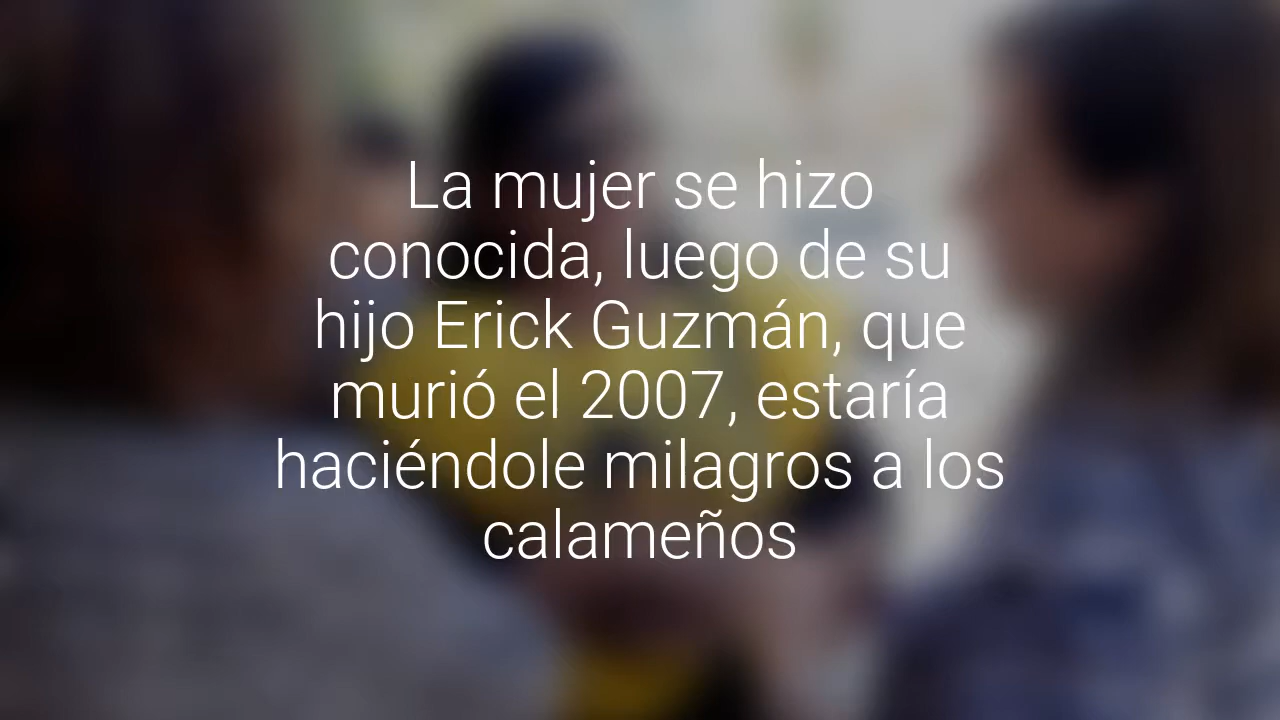 La mujer se hizo
conocida, luego de su
hijo Erick Guzmán, que
murió el 2007, estaría
haciéndole milagros a los
calameños